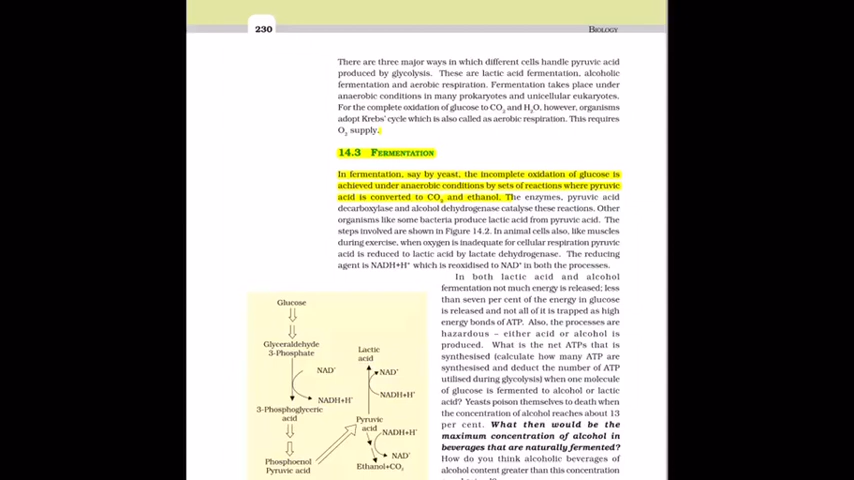 230
BIOLOGY
There are three major ways in which different cells handle pyruvic acid
produced by glycolysis. These are lactic acid fermentation, alcoholic
fermentation and aerobic respiration. Fermentation takes place under
anaerobic conditions in many prokaryotes and unicellular eukaryotes.
For the complete oxidation of glucose to CO2 and H2O, however, organisms
adopt Krebs' cycle which is also called as aerobic respiration. This requires
O2 supply.
14.3 FERMENTATION
In fermentation, say by yeast, the incomplete oxidation of glucose is
achieved under anaerobic conditions by sets of reactions where pyruvic
acid is converted to CO2 and ethanol. The enzymes, pyruvic acid
decarboxylase and alcohol dehydrogenase catalyse these reactions. Other
organisms like some bacteria produce lactic acid from pyruvic acid. The
steps involved are shown in Figure 14.2. In animal cells also, like muscles
during exercise, when oxygen is inadequate for cellular respiration pyruvic
acid is reduced to lactic acid by lactate dehydrogenase. The reducing
agent is NADH+H+ which is reoxidised to NAD+ in both the processes.
In both lactic acid and alcohol
fermentation not much energy is released; less
than seven per cent of the energy in glucose
is released and not all of it is trapped as high
energy bonds of ATP. Also, the processes are
hazardous – either acid or alcohol is
produced. What is the net ATPs that is
synthesised (calculate how many ATP are
synthesised and deduct the number of ATP
utilised during glycolysis) when one molecule
of glucose is fermented to alcohol or lactic
acid? Yeasts poison themselves to death when
the concentration of alcohol reaches about 13
per cent. What then would be the
maximum concentration of alcohol in
beverages that are naturally fermented?
How do you think alcoholic beverages of
alcohol content greater than this concentration
Glucose
Glyceraldehyde
3-Phosphate
NAD+
NADH+H+
3-Phosphoglyceric
acid
Phosphoenol
Pyruvic acid
Lactic
acid
NAD+
NADH+H+
Pyruvic
acid
NADH+H+
NAD+
Ethanol+CO2